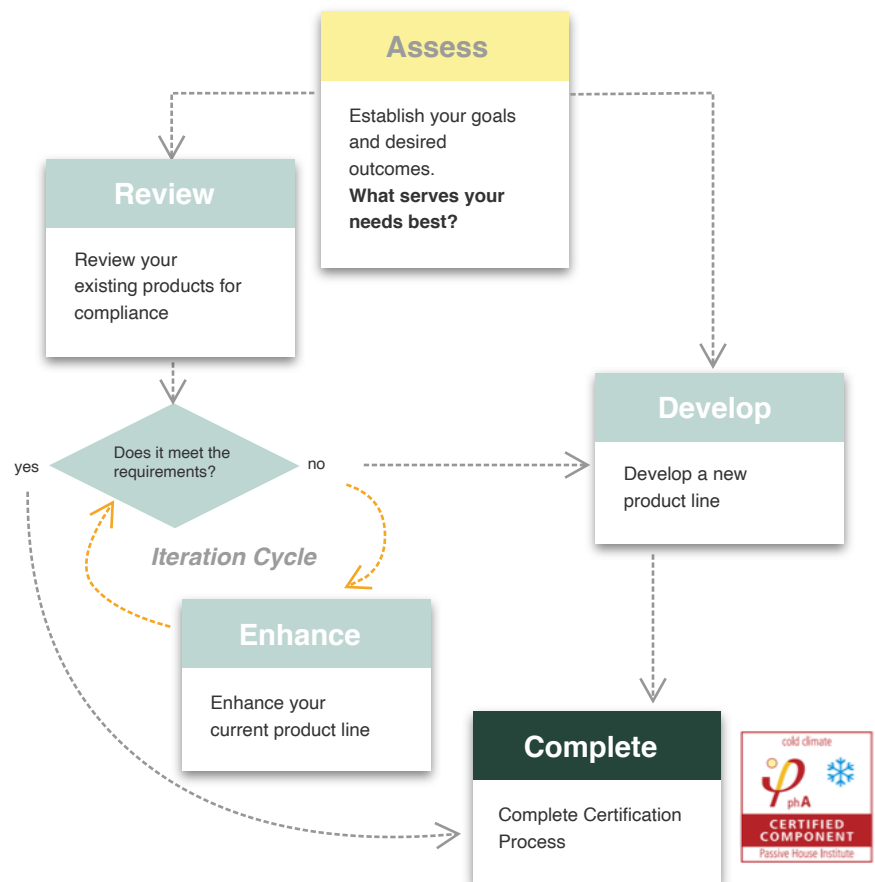 Assess
Establish your goals
and desired
outcomes.
What serves your
needs best?
Review
Review your
existing products for
compliance
Does it meet the
requirements?
yes
no
Iteration Cycle
Develop
Develop a new
product line
Enhance
Enhance your
current product line
Complete
Complete Certification
Process
cold climate
phA
CERTIFIED
COMPONENT
Passive House Institute